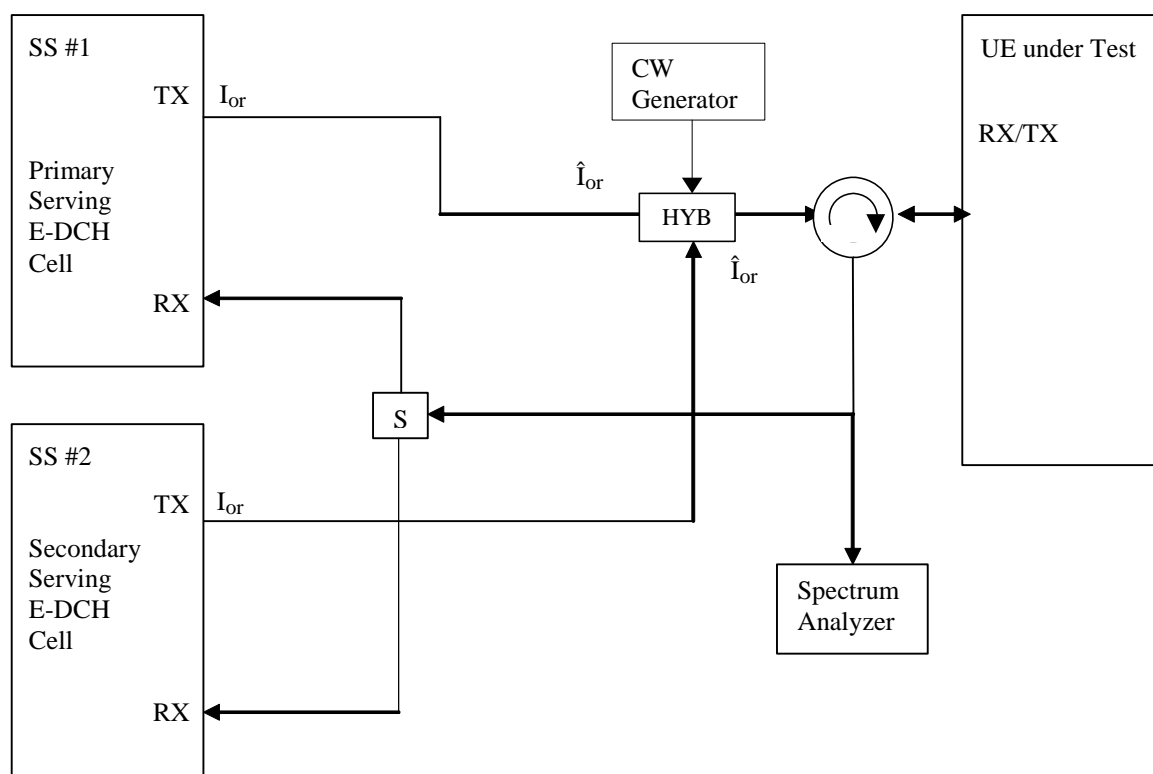 SS #1
TX
I_or
Primary
Serving
E-DCH
Cell
RX
CW
Generator
UE under Test
RX/TX
Î_or
HYB
Î_or
S
SS #2
TX
I_or
Secondary
Serving
E-DCH
Cell
RX
Spectrum
Analyzer